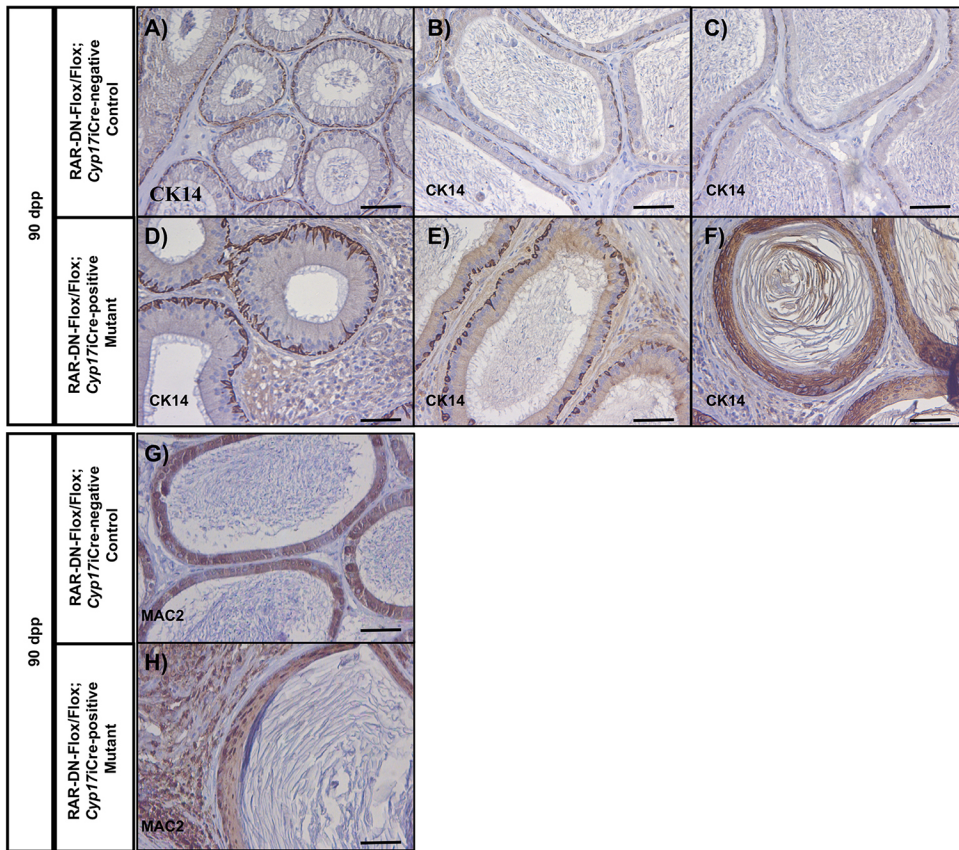 90 dpp
RAR-DN-Flox/Flox;
Cyp17iCre-negative
Control
A)
CK14
B)
CK14
C)
CK14
RAR-DN-Flox/Flox;
Cyp17iCre-positive
Mutant
D)
CK14
E)
CK14
F)
CK14
90 dpp
RAR-DN-Flox/Flox;
Cyp17iCre-negative
Control
G)
MAC2
RAR-DN-Flox/Flox;
Cyp17iCre-positive
Mutant
H)
MAC2